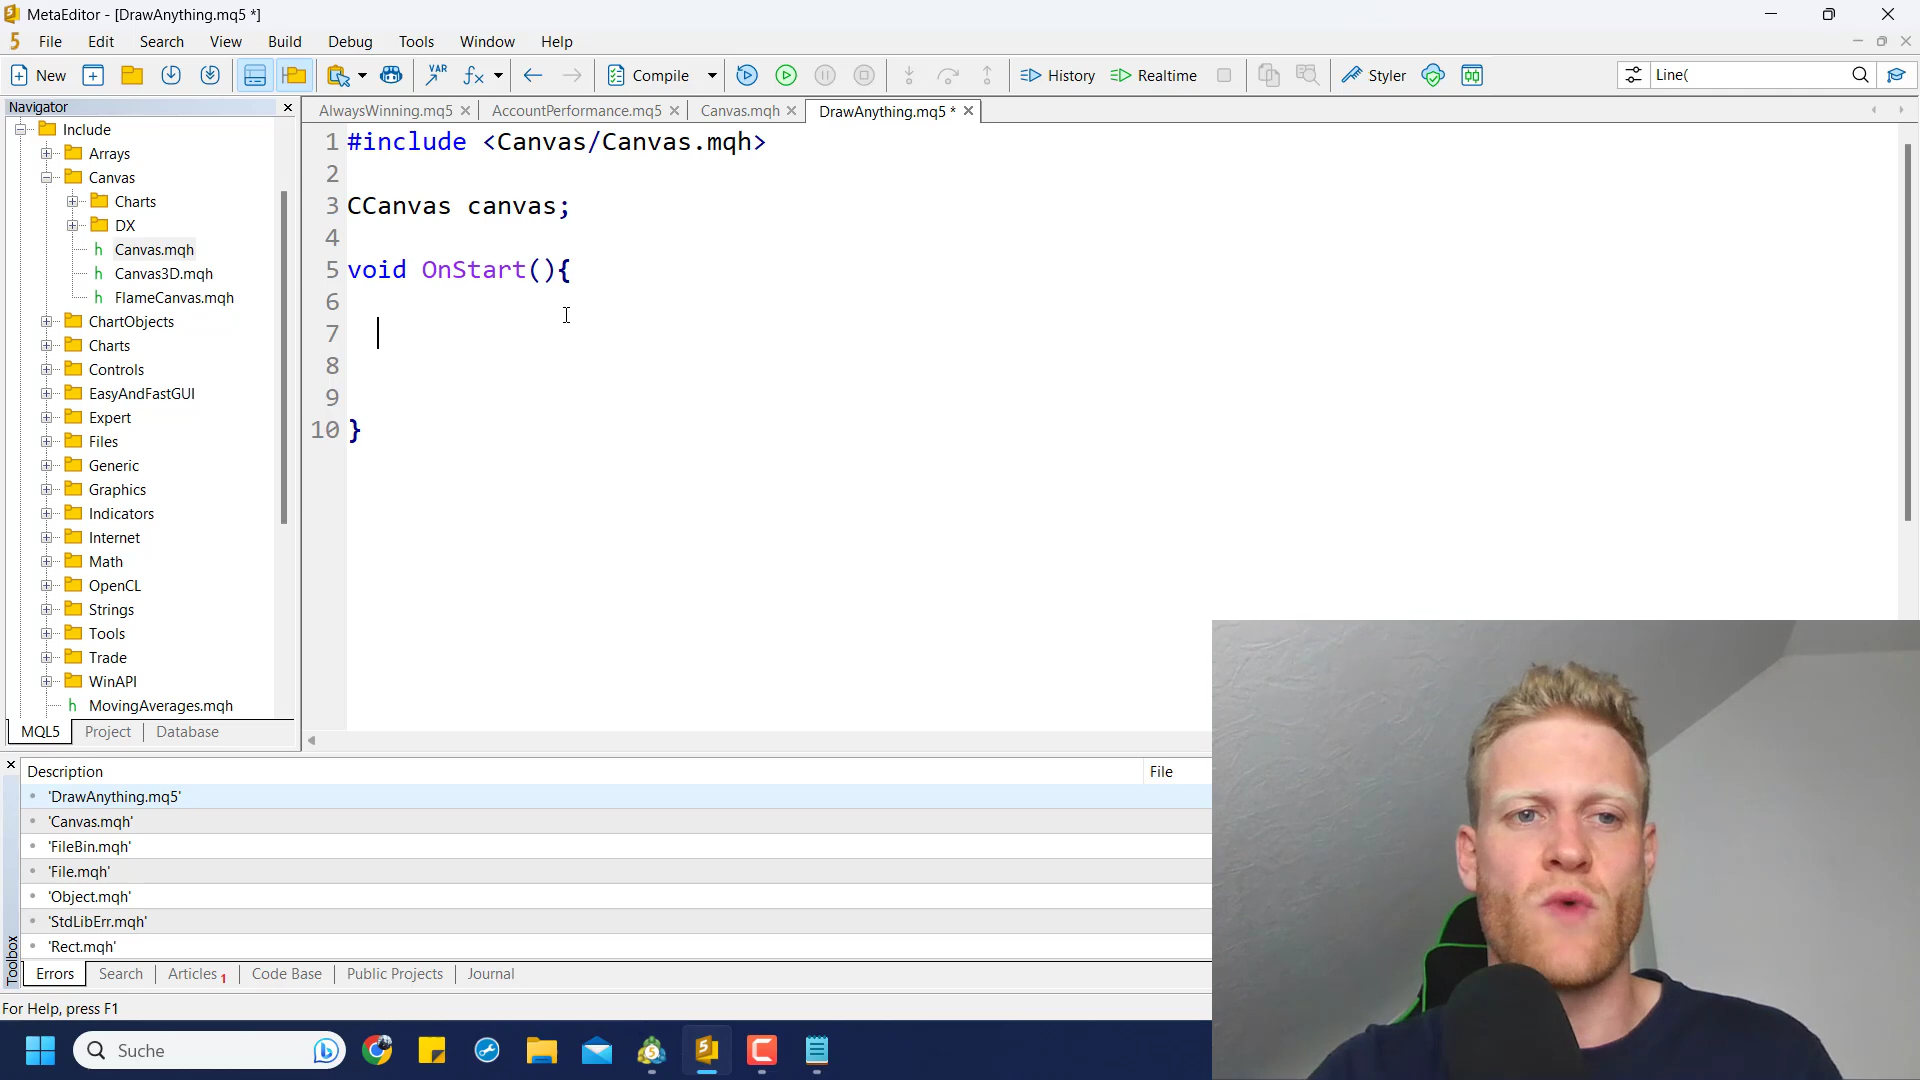 MetaEditor - [DrawAnything.mq5 *]
5 File Edit Search View Build Debug Tools Window Help
New VAR fx Compile History Realtime Styler Line(
Navigator
Include
Arrays
Canvas
Charts
DX
h Canvas.mqh
h Canvas3D.mqh
h FlameCanvas.mqh
ChartObjects
Charts
Controls
EasyAndFastGUI
Expert
Files
Generic
Graphics
Indicators
Internet
Math
OpenCL
Strings
Tools
Trade
WinAPI
h MovingAverages.mqh
MQL5 Project Database
AlwaysWinning.mq5 AccountPerformance.mq5 Canvas.mqh DrawAnything.mq5 *
1 #include <Canvas/Canvas.mqh>
2
3 CCanvas canvas;
4
5 void OnStart(){
6
7
8
9
10 }
Toolbox
Description File
'DrawAnything.mq5'
'Canvas.mqh'
'FileBin.mqh'
'File.mqh'
'Object.mqh'
'StdLibErr.mqh'
'Rect.mqh'
Errors Search Articles 1 Code Base Public Projects Journal
For Help, press F1
Suche